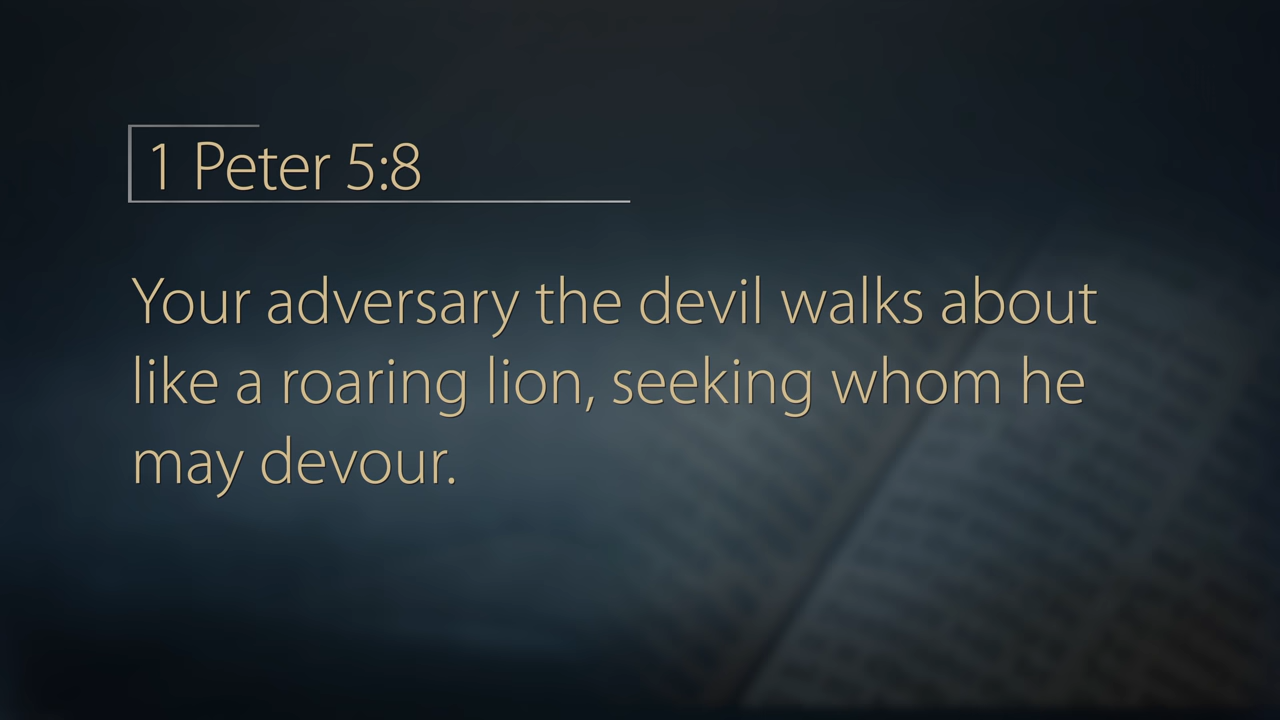 1 Peter 5:8
Your adversary the devil walks about
like a roaring lion, seeking whom he
may devour.